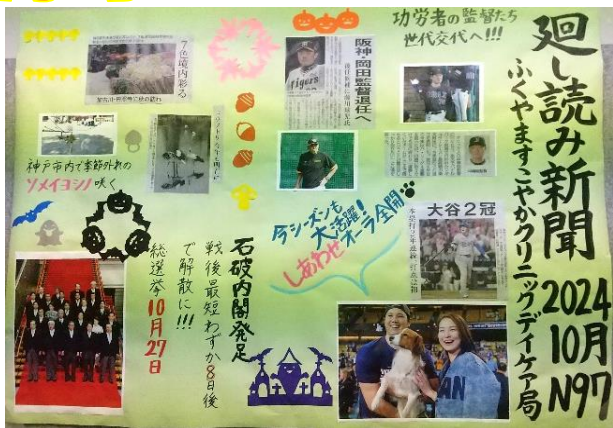 廻し読み新聞
2024
10月
N97
ふくやますこやかクリニックデイケア局
功労者の監督たち
世代交代へ!!!
阪神・岡田監督退任へ
Tigers
7色境内彩る
神戸市内で季節外れの
ソメイヨシノ咲く
今シーズンも
大活躍!
しあわせオーラ全開
大谷2冠
石破内閣発足
戦後最短わずか8日後
で解散に!!!
総選挙10月27日